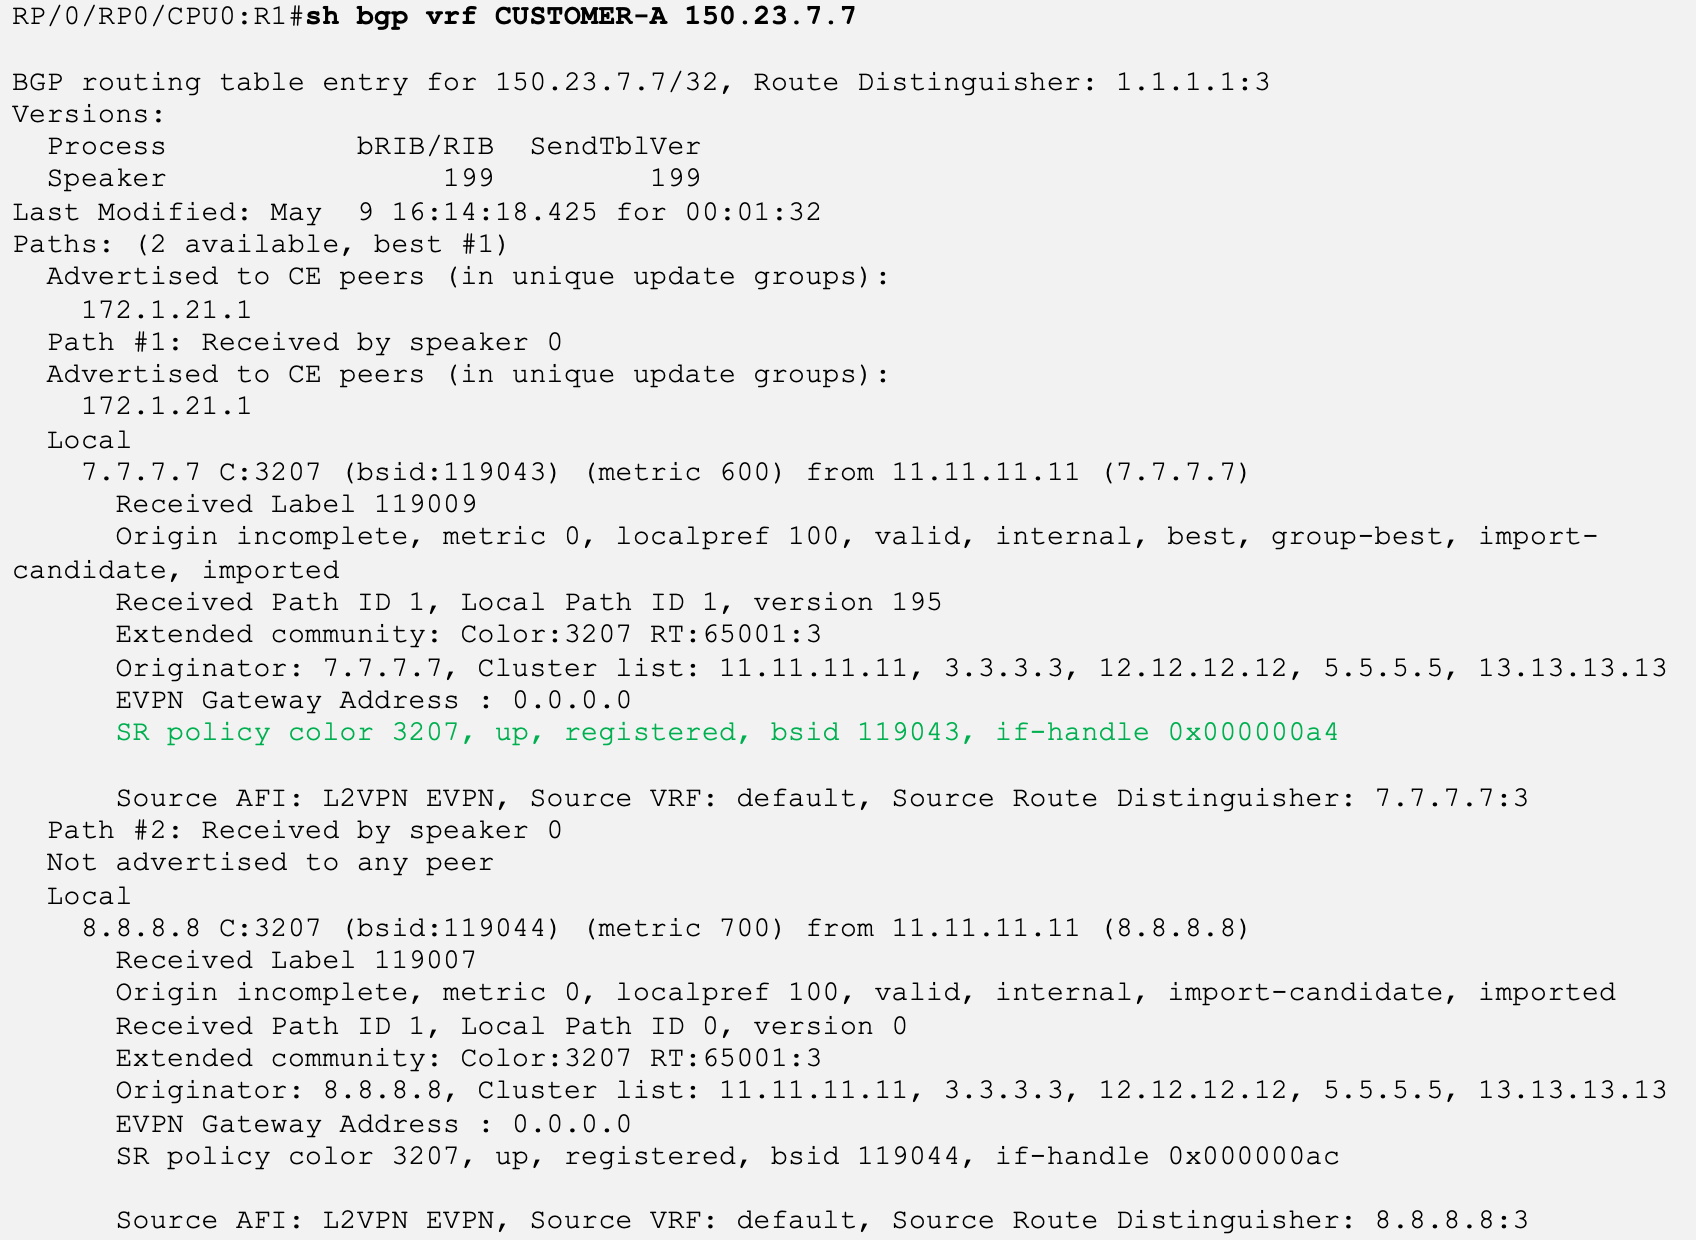 RP/0/RP0/CPU0:R1#sh bgp vrf CUSTOMER-A 150.23.7.7
BGP routing table entry for 150.23.7.7/32, Route Distinguisher: 1.1.1.1:3
Versions:
  Process           bRIB/RIB  SendTblVer
  Speaker                199         199
Last Modified: May  9 16:14:18.425 for 00:01:32
Paths: (2 available, best #1)
  Advertised to CE peers (in unique update groups):
    172.1.21.1
  Path #1: Received by speaker 0
  Advertised to CE peers (in unique update groups):
    172.1.21.1
  Local
    7.7.7.7 C:3207 (bsid:119043) (metric 600) from 11.11.11.11 (7.7.7.7)
      Received Label 119009
      Origin incomplete, metric 0, localpref 100, valid, internal, best, group-best, import-
candidate, imported
      Received Path ID 1, Local Path ID 1, version 195
      Extended community: Color:3207 RT:65001:3
      Originator: 7.7.7.7, Cluster list: 11.11.11.11, 3.3.3.3, 12.12.12.12, 5.5.5.5, 13.13.13.13
      EVPN Gateway Address : 0.0.0.0
      SR policy color 3207, up, registered, bsid 119043, if-handle 0x000000a4
      Source AFI: L2VPN EVPN, Source VRF: default, Source Route Distinguisher: 7.7.7.7:3
  Path #2: Received by speaker 0
  Not advertised to any peer
  Local
    8.8.8.8 C:3207 (bsid:119044) (metric 700) from 11.11.11.11 (8.8.8.8)
      Received Label 119007
      Origin incomplete, metric 0, localpref 100, valid, internal, import-candidate, imported
      Received Path ID 1, Local Path ID 0, version 0
      Extended community: Color:3207 RT:65001:3
      Originator: 8.8.8.8, Cluster list: 11.11.11.11, 3.3.3.3, 12.12.12.12, 5.5.5.5, 13.13.13.13
      EVPN Gateway Address : 0.0.0.0
      SR policy color 3207, up, registered, bsid 119044, if-handle 0x000000ac
      Source AFI: L2VPN EVPN, Source VRF: default, Source Route Distinguisher: 8.8.8.8:3